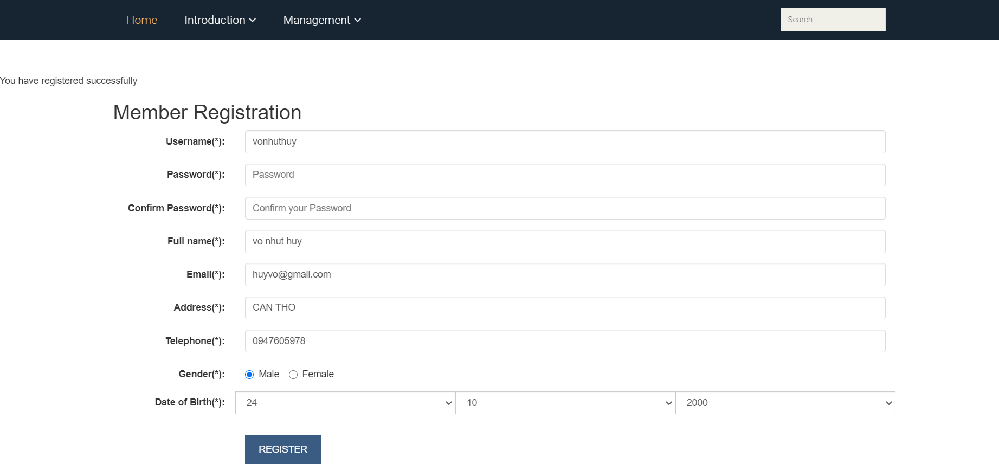 Home Introduction Management Search
You have registered successfully
Member Registration
Username(*): vonhuthuy
Password(*): Password
Confirm Password(*): Confirm your Password
Full name(*): vo nhut huy
Email(*): huyvo@gmail.com
Address(*): CAN THO
Telephone(*): 0947605978
Gender(*): Male Female
Date of Birth(*): 24 10 2000
REGISTER